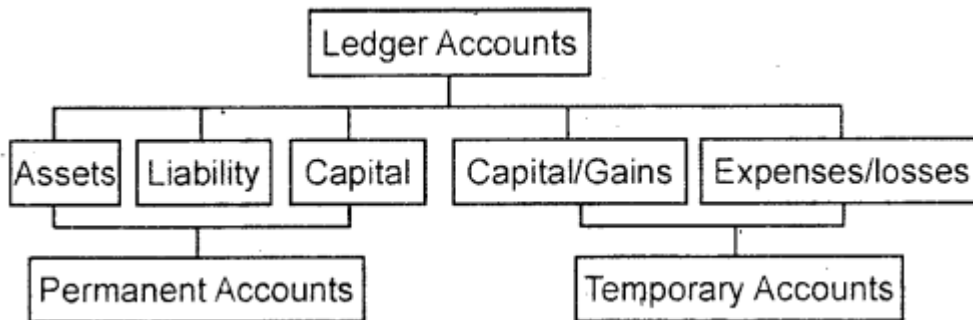 Ledger Accounts
Assets
Liability
Capital
Capital/Gains
Expenses/losses
Permanent Accounts
Temporary Accounts